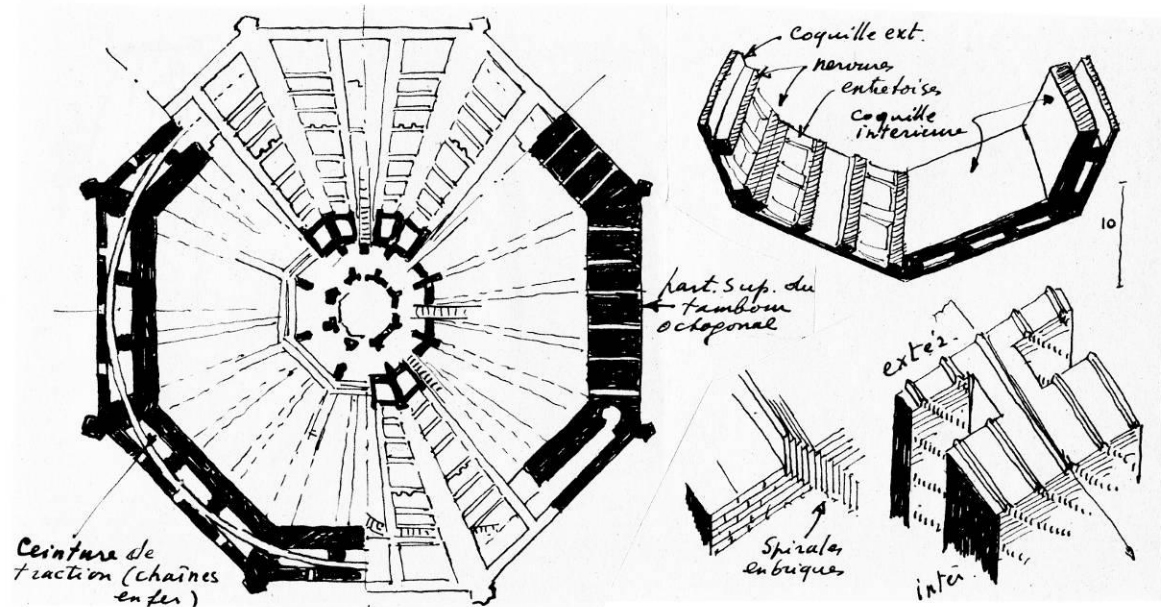 coquille ext.
nervures
entretoises
coquille
intérieure
10
part. sup. du
tambour
octogonal
extér.
intér.
Spirales
en briques
Ceinture de
traction (chaînes
en fer)